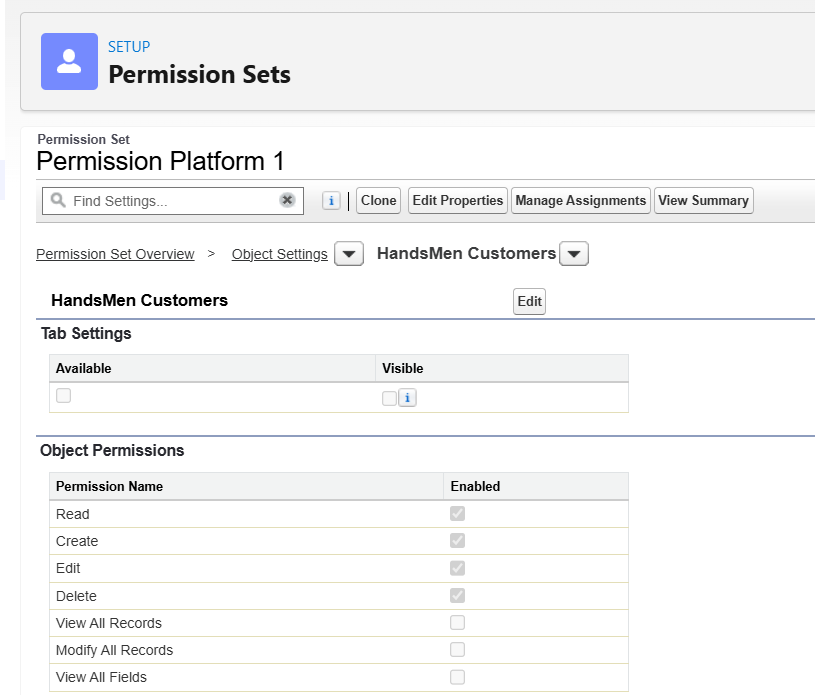 SETUP
Permission Sets
Permission Set
Permission Platform 1
Find Settings... i Clone Edit Properties Manage Assignments View Summary
Permission Set Overview > Object Settings HandsMen Customers
HandsMen Customers Edit
Tab Settings
Available Visible
i
Object Permissions
Permission Name Enabled
Read
Create
Edit
Delete
View All Records
Modify All Records
View All Fields